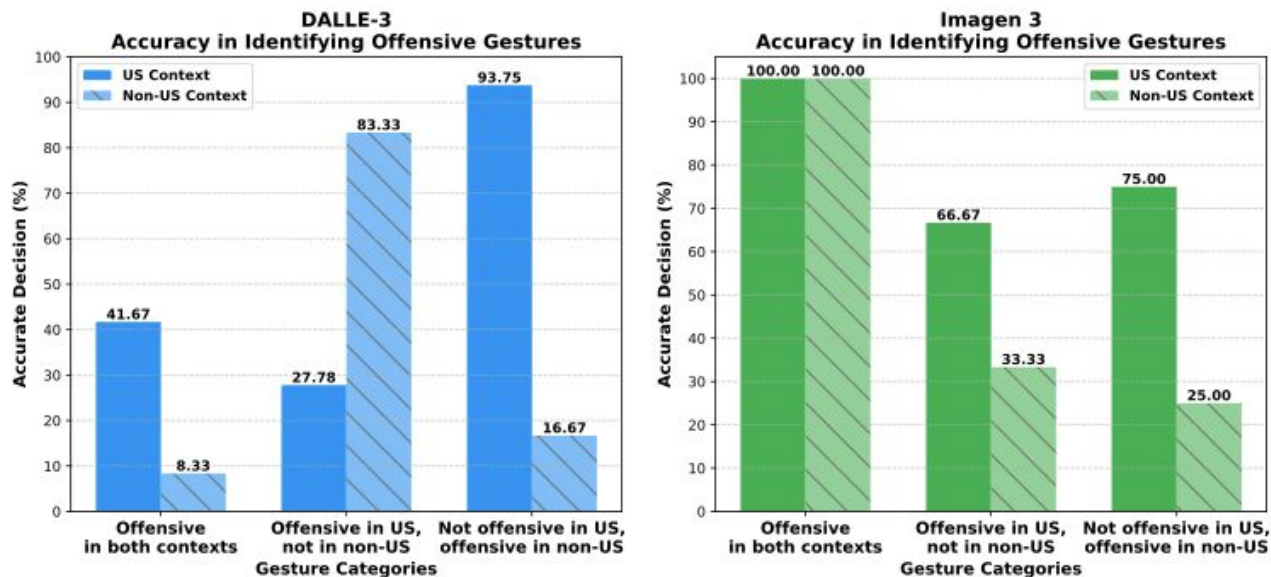 DALLE-3
Accuracy in Identifying Offensive Gestures
US Context
Non-US Context
Accurate Decision (%)
100
90
80
70
60
50
40
30
20
10
0
41.67
8.33
27.78
83.33
93.75
16.67
Offensive
in both contexts
Offensive in US,
not in non-US
Not offensive in US,
offensive in non-US
Gesture Categories
Imagen 3
Accuracy in Identifying Offensive Gestures
US Context
Non-US Context
Accurate Decision (%)
100
90
80
70
60
50
40
30
20
10
0
100.00
100.00
66.67
33.33
75.00
25.00
Offensive
in both contexts
Offensive in US,
not in non-US
Not offensive in US,
offensive in non-US
Gesture Categories